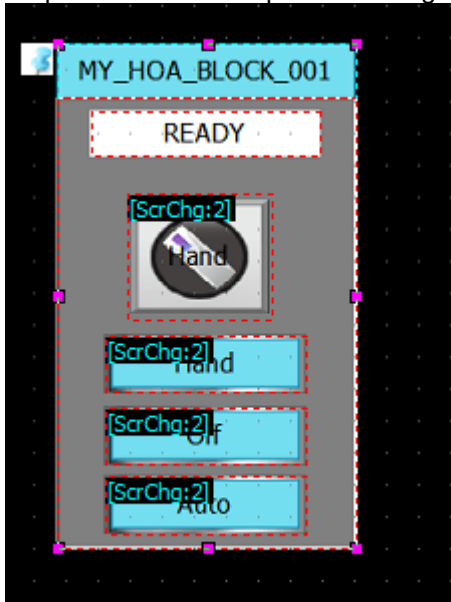 MY_HOA_BLOCK_001
READY
[ScrChg:2]
Hand
[ScrChg:2]
Hand
[ScrChg:2]
Off
[ScrChg:2]
Auto